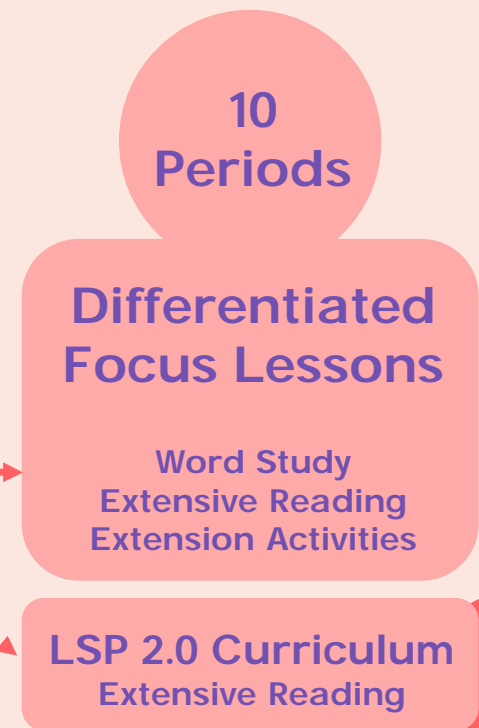 10
Periods
Differentiated
Focus Lessons
Word Study
Extensive Reading
Extension Activities
LSP 2.0 Curriculum
Extensive Reading